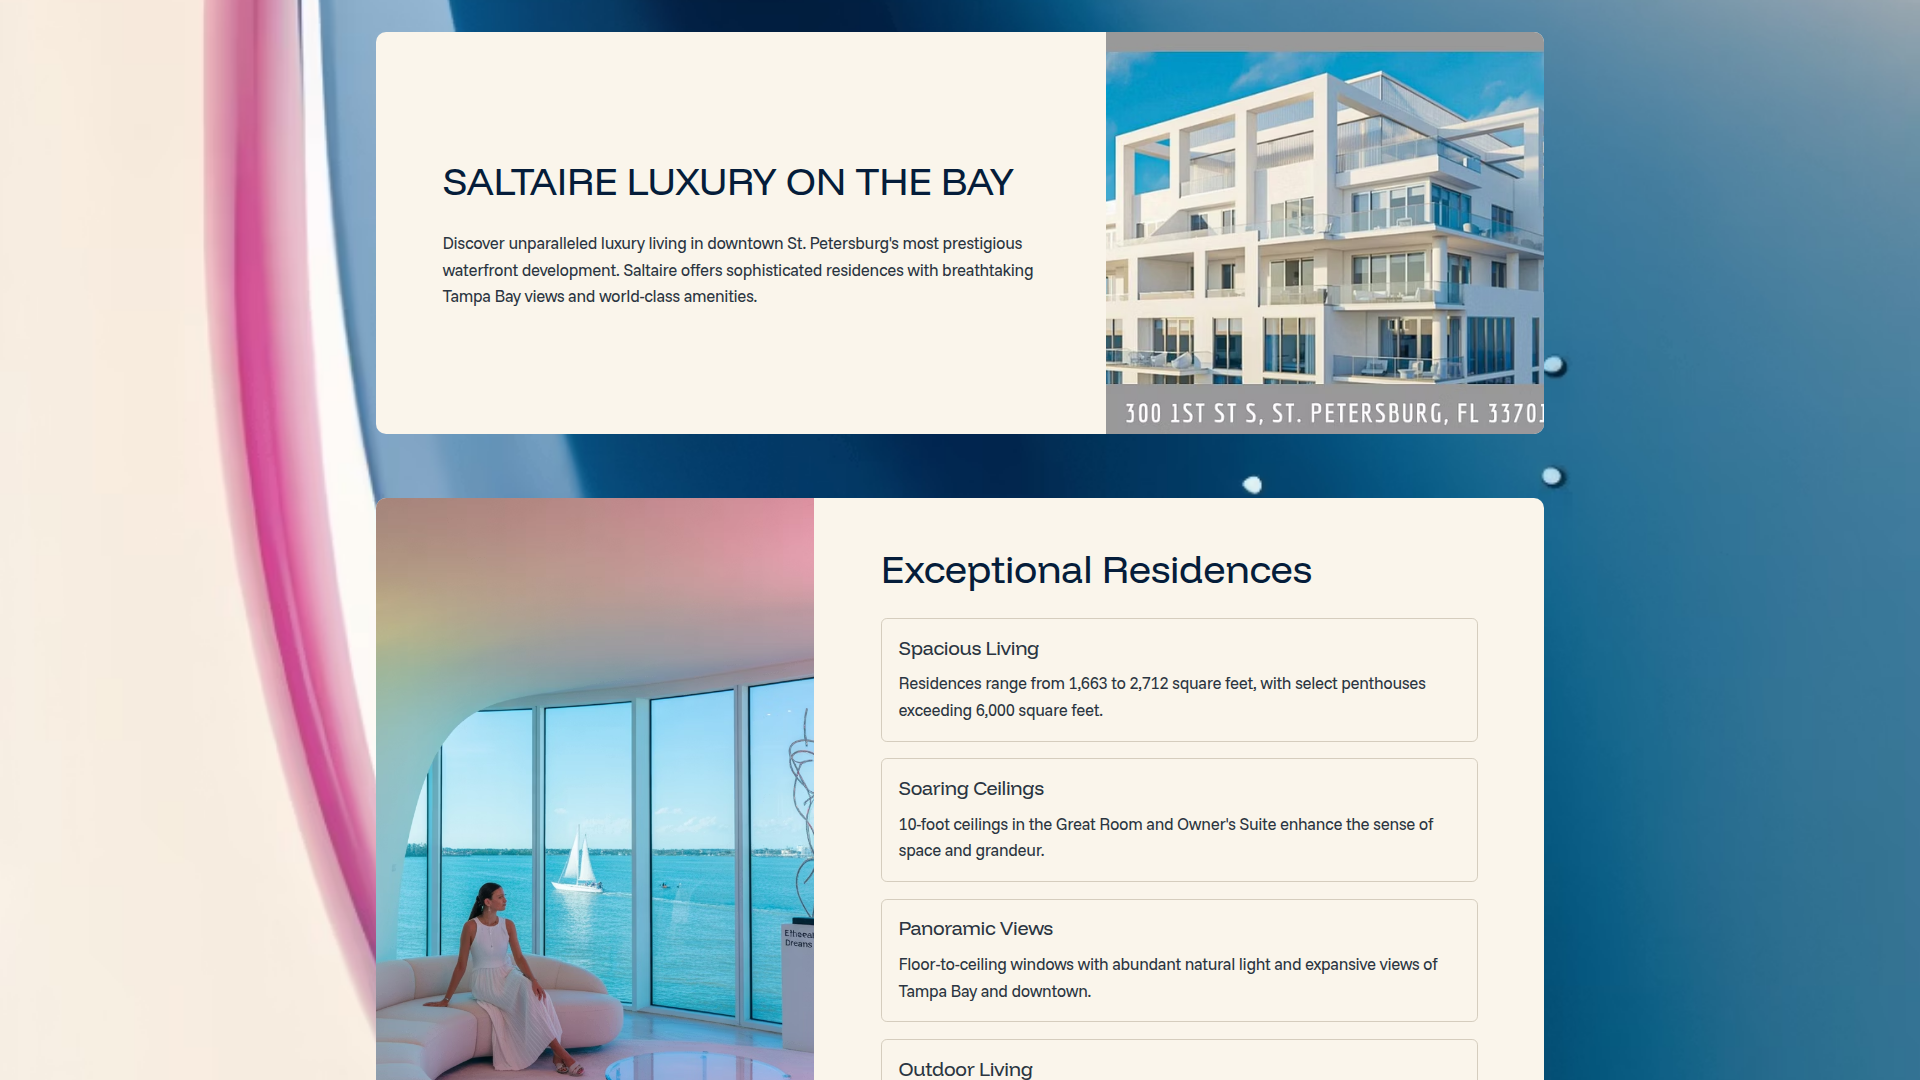 SALTAIRE LUXURY ON THE BAY
Discover unparalleled luxury living in downtown St. Petersburg's most prestigious
waterfront development. Saltaire offers sophisticated residences with breathtaking
Tampa Bay views and world-class amenities.
300 1ST ST S, ST. PETERSBURG, FL 33701
Exceptional Residences
Spacious Living
Residences range from 1,663 to 2,712 square feet, with select penthouses
exceeding 6,000 square feet.
Soaring Ceilings
10-foot ceilings in the Great Room and Owner's Suite enhance the sense of
space and grandeur.
Panoramic Views
Floor-to-ceiling windows with abundant natural light and expansive views of
Tampa Bay and downtown.
Outdoor Living